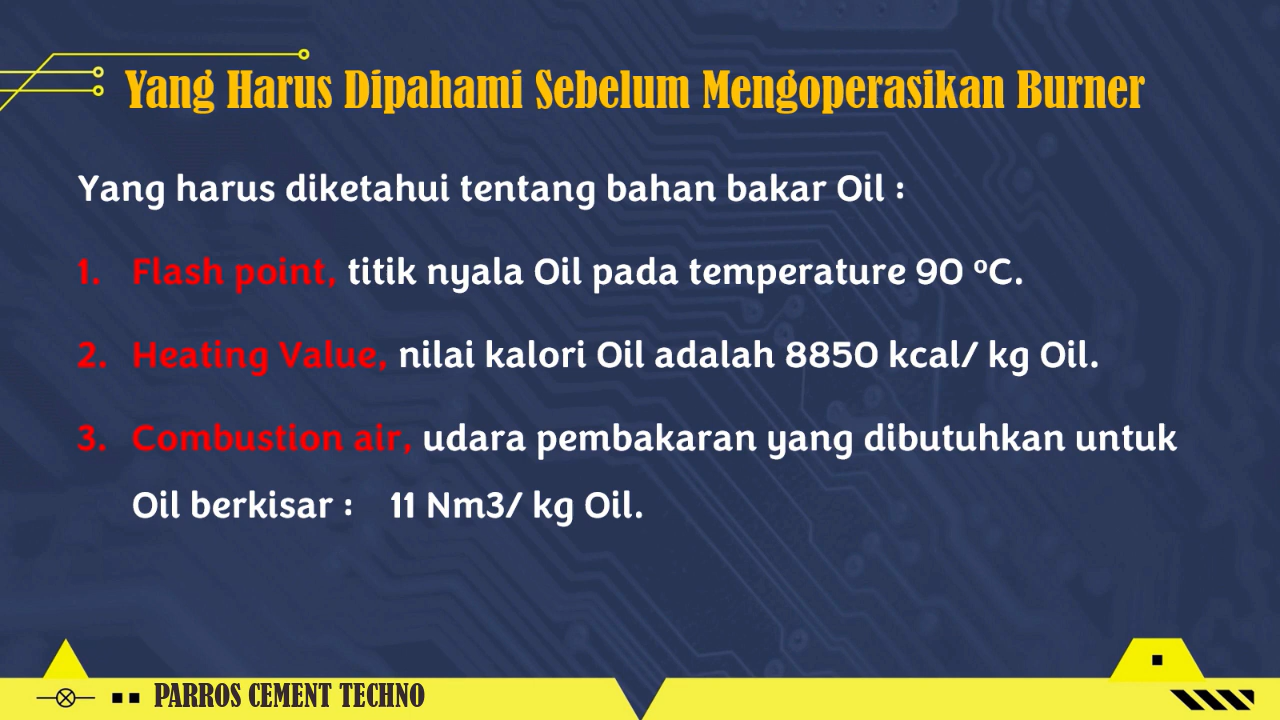 Yang Harus Dipahami Sebelum Mengoperasikan Burner
Yang harus diketahui tentang bahan bakar Oil :
1. Flash point, titik nyala Oil pada temperature 90 ºC.
2. Heating Value, nilai kalori Oil adalah 8850 kcal/ kg Oil.
3. Combustion air, udara pembakaran yang dibutuhkan untuk
Oil berkisar : 11 Nm3/ kg Oil.
PARROS CEMENT TECHNO